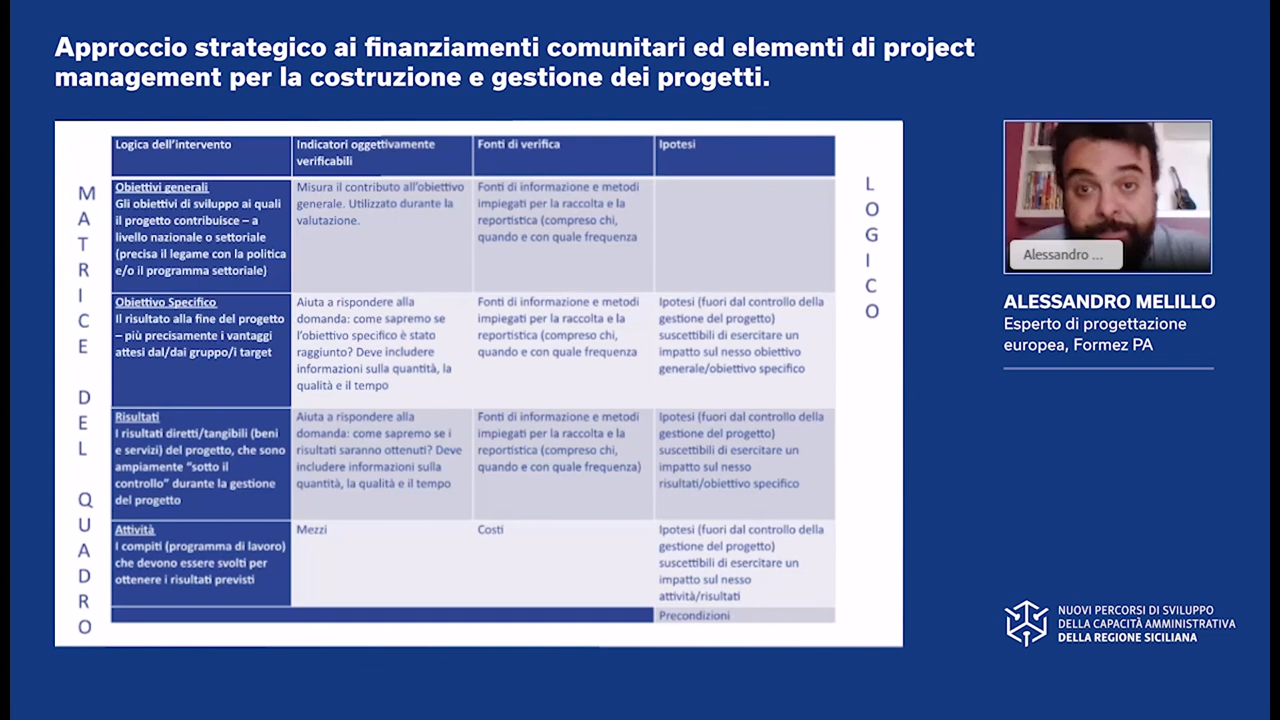 Approccio strategico ai finanziamenti comunitari ed elementi di project
management per la costruzione e gestione dei progetti.
MATRICE DEL QUADRO
LOGICO
Logica dell'intervento
Indicatori oggettivamente
verificabili
Fonti di verifica
Ipotesi
Obiettivi generali
Gli obiettivi di sviluppo ai quali
il progetto contribuisce – a
livello nazionale o settoriale
(precisa il legame con la politica
e/o il programma settoriale)
Misura il contributo all'obiettivo
generale. Utilizzato durante la
valutazione.
Fonti di informazione e metodi
impiegati per la raccolta e la
reportistica (compreso chi,
quando e con quale frequenza
Obiettivo Specifico
Il risultato alla fine del progetto
– più precisamente i vantaggi
attesi dal/dai gruppo/i target
Aiuta a rispondere alla
domanda: come sapremo se
l'obiettivo specifico è stato
raggiunto? Deve includere
informazioni sulla quantità, la
qualità e il tempo
Fonti di informazione e metodi
impiegati per la raccolta e la
reportistica (compreso chi,
quando e con quale frequenza
Ipotesi (fuori dal controllo della
gestione del progetto)
suscettibili di esercitare un
impatto sul nesso obiettivo
generale/obiettivo specifico
Risultati
I risultati diretti/tangibili (beni
e servizi) del progetto, che sono
ampiamente "sotto il
controllo" durante la gestione
del progetto
Aiuta a rispondere alla
domanda: come sapremo se i
risultati saranno ottenuti? Deve
includere informazioni sulla
quantità, la qualità e il tempo
Fonti di informazione e metodi
impiegati per la raccolta e la
reportistica (compreso chi,
quando e con quale frequenza)
Ipotesi (fuori dal controllo della
gestione del progetto)
suscettibili di esercitare un
impatto sul nesso
risultati/obiettivo specifico
Attività
I compiti (programma di lavoro)
che devono essere svolti per
ottenere i risultati previsti
Mezzi
Costi
Ipotesi (fuori dal controllo della
gestione del progetto)
suscettibili di esercitare un
impatto sul nesso
attività/risultati
Precondizioni
Alessandro ...
ALESSANDRO MELILLO
Esperto di progettazione
europea, Formez PA
NUOVI PERCORSI DI SVILUPPO
DELLA CAPACITÀ AMMINISTRATIVA
DELLA REGIONE SICILIANA